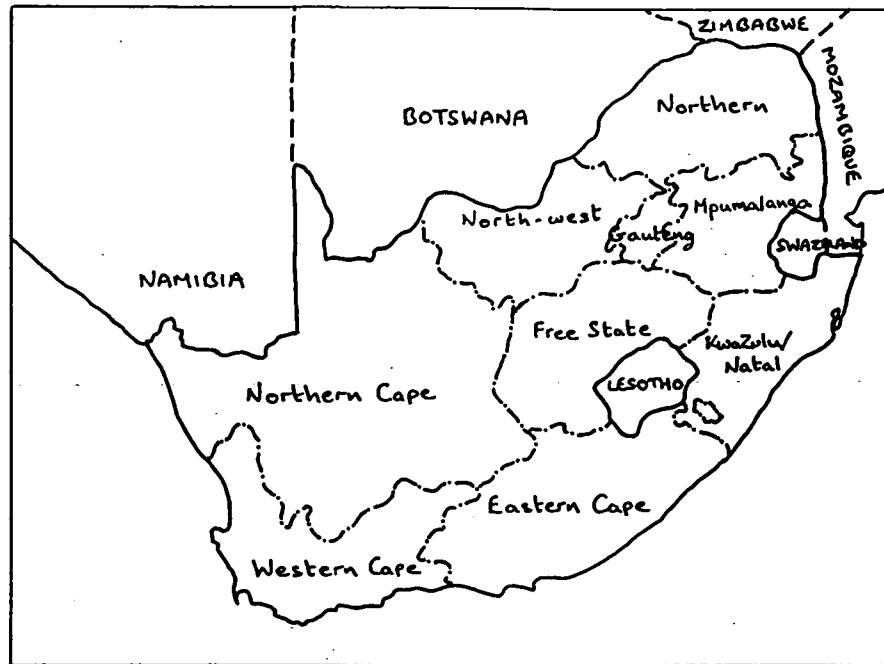 ZIMBABWE
MOZAMBIQUE
Northern
BOTSWANA
Mpumalanga
North-west
Gauteng
SWAZILAND
NAMIBIA
Free State
KwaZulu/
Natal
LESOTHO
Northern Cape
Eastern Cape
Western Cape